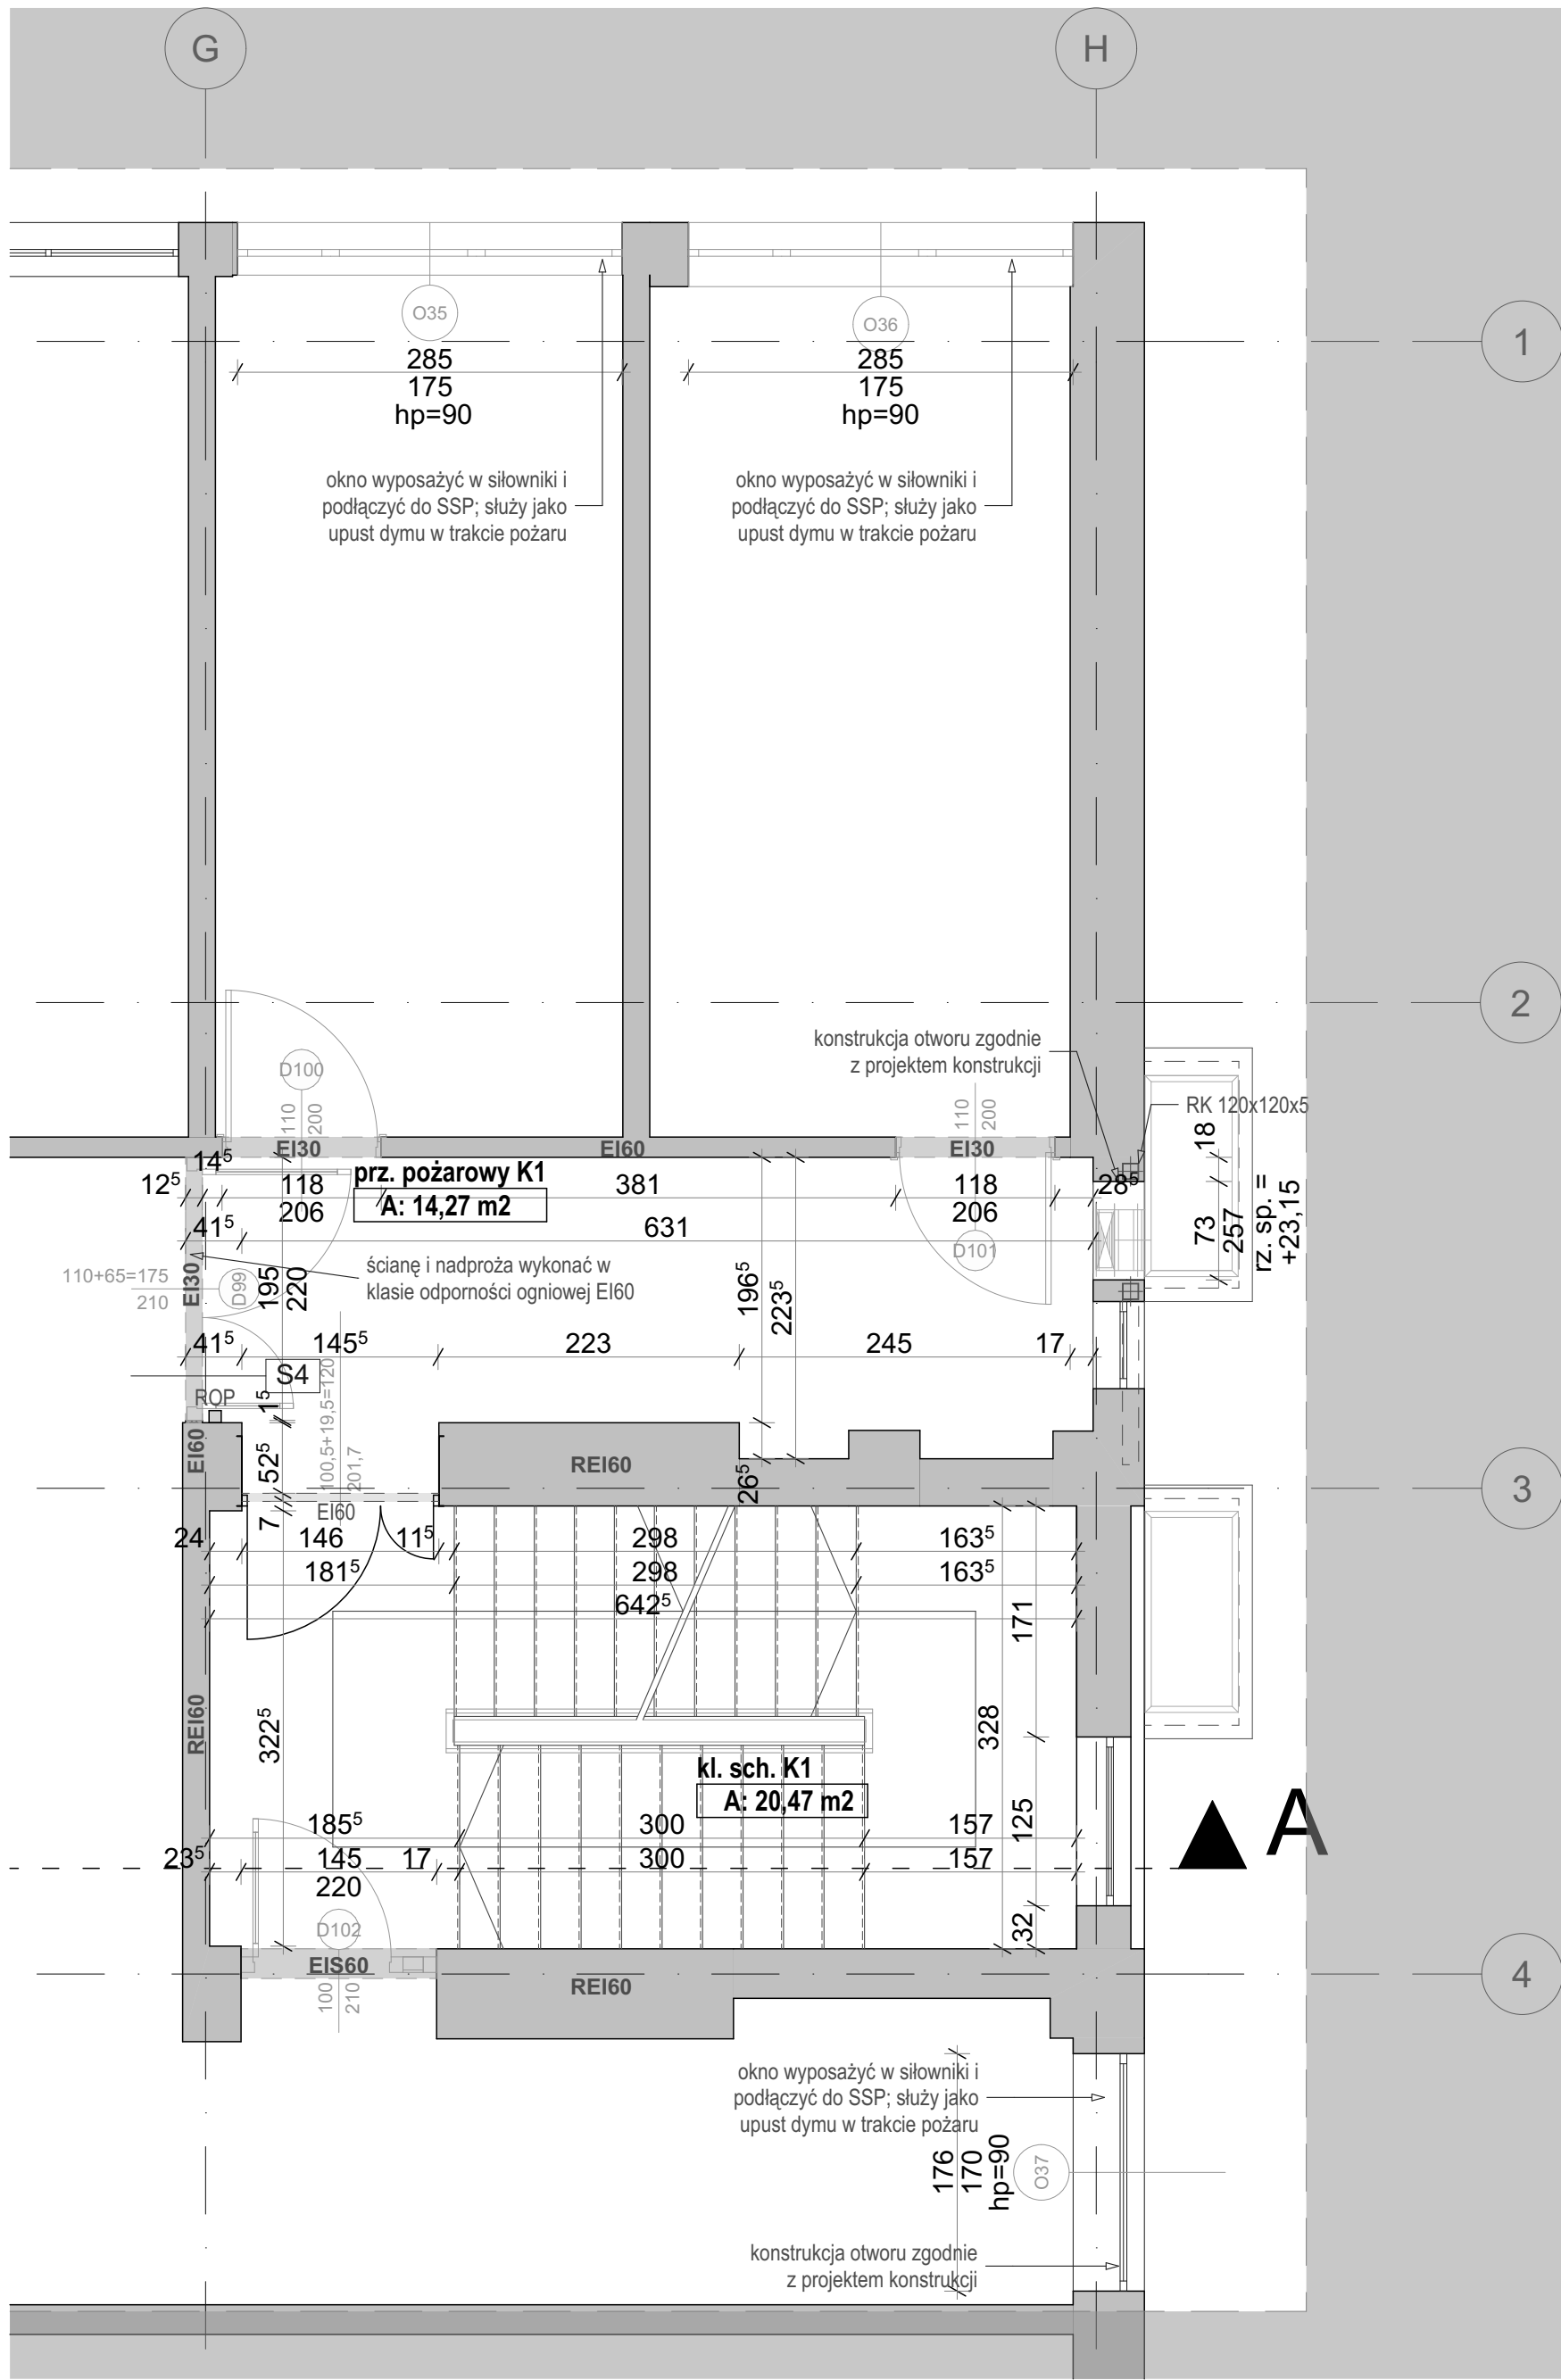 G
H
O35
O36
1
285
175
hp=90
285
175
hp=90
okno wyposażyć w siłowniki i
podłączyć do SSP; służy jako
upust dymu w trakcie pożaru
okno wyposażyć w siłowniki i
podłączyć do SSP; służy jako
upust dymu w trakcie pożaru
2
konstrukcja otworu zgodnie
z projektem konstrukcji
D100
110
200
110
200
RK 120x120x5
18
EI30
EI60
EI30
14⁵
prz. pożarowy K1
12⁵
118
381
118
28⁵
206
A: 14,27 m2
206
41⁵
631
D101
73
257
rz. sp. =
+23,15
ścianę i nadproża wykonać w
klasie odporności ogniowej EI60
110+65=175
210
EI30
D99
195
220
196⁵
223⁵
41⁵
145⁵
223
245
17
S4
ROP
1⁵
100,5+19,5=120
201,7
EI60
52⁵
REI60
26⁵
3
7
EI60
24
146
11⁵
298
163⁵
181⁵
298
163⁵
642⁵
171
REI60
322⁵
328
kl. sch. K1
A: 20,47 m2
185⁵
300
157
125
A
23⁵
145
17
300
157
220
32
D102
EIS60
REI60
4
100
210
okno wyposażyć w siłowniki i
podłączyć do SSP; służy jako
upust dymu w trakcie pożaru
176
170
hp=90
O37
konstrukcja otworu zgodnie
z projektem konstrukcji